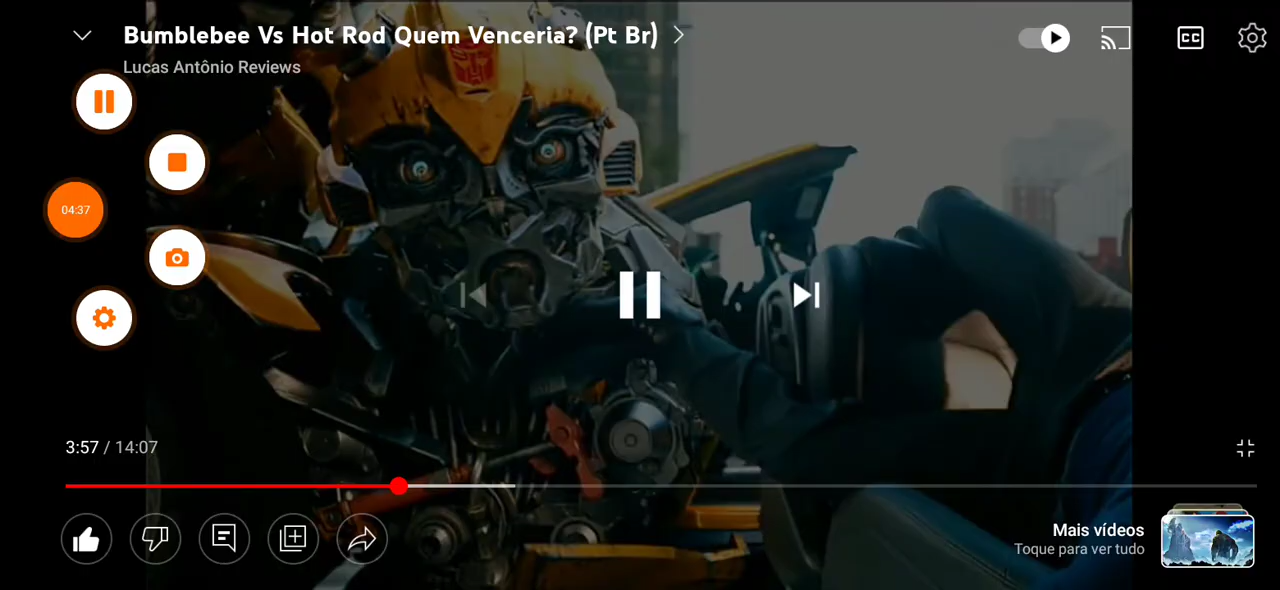 Bumblebee Vs Hot Rod Quem Venceria? (Pt Br)
Lucas Antônio Reviews
CC
04:37
3:57 / 14:07
Mais vídeos
Toque para ver tudo